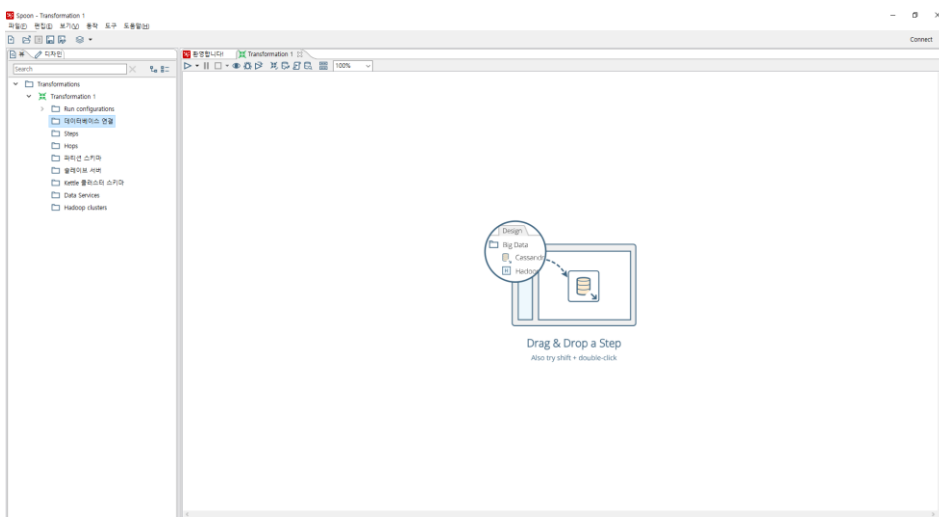 Spoon - Transformation 1
파일(F) 편집(E) 보기(V) 동작 도구 도움말(H)
Connect
뷰 디자인
환영합니다! Transformation 1
Search
100%
Transformations
Transformation 1
Run configurations
데이터베이스 연결
Steps
Hops
파티션 스키마
슬레이브 서버
Kettle 클러스터 스키마
Data Services
Hadoop clusters
Design
Big Data
Cassandr
Hadoop
Drag & Drop a Step
Also try shift + double-click